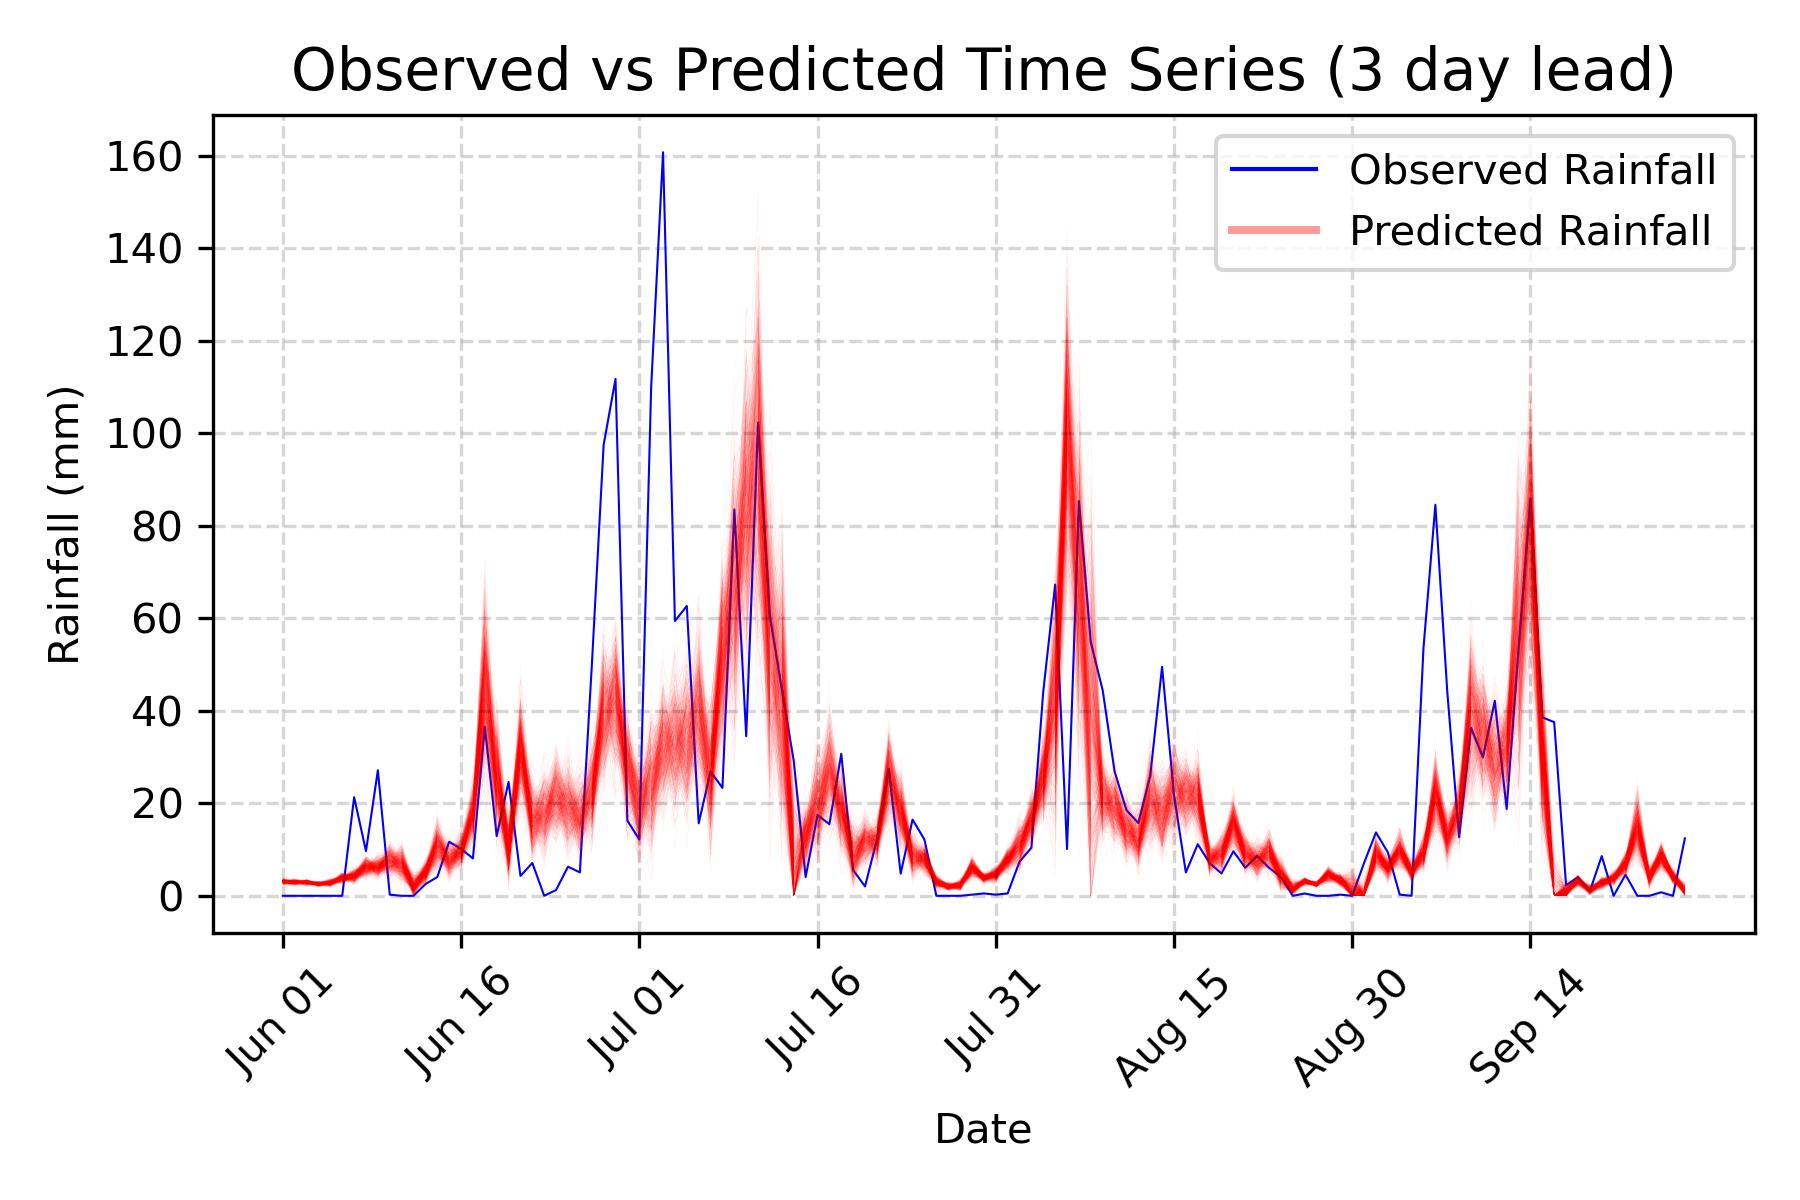 Observed vs Predicted Time Series (3 day lead)
Observed Rainfall
Predicted Rainfall
Rainfall (mm)
160
140
120
100
80
60
40
20
0
Jun 01
Jun 16
Jul 01
Jul 16
Jul 31
Aug 15
Aug 30
Sep 14
Date